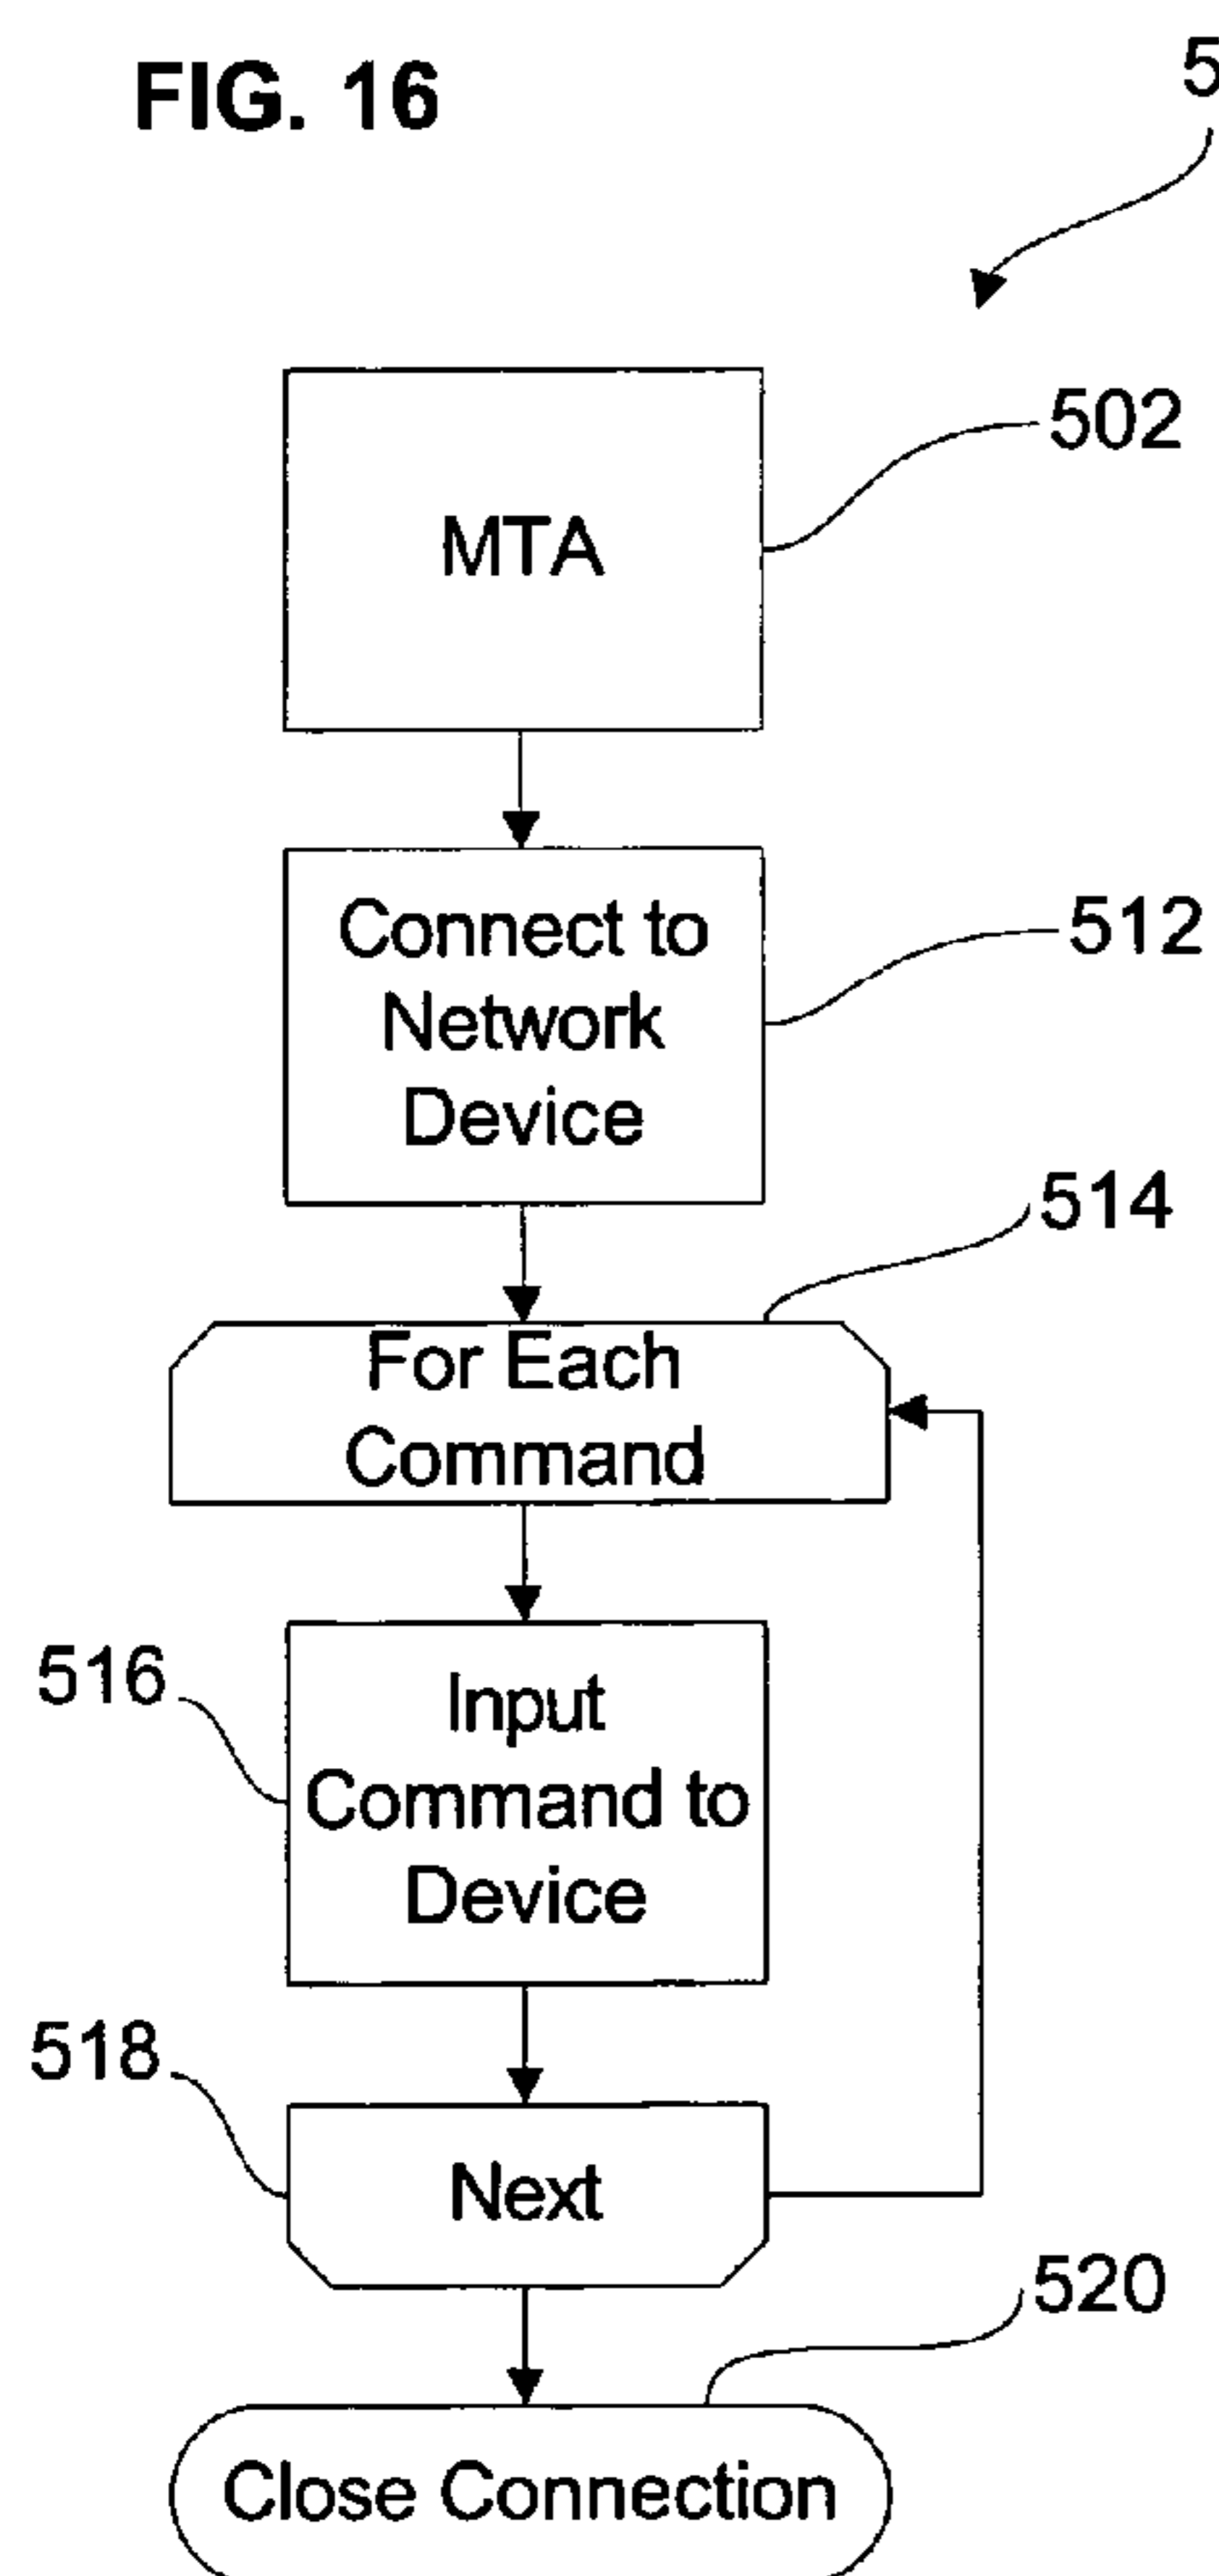 FIG. 16
5
MTA
502
Connect to
Network
Device
512
514
For Each
Command
516
Input
Command to
Device
518
Next
520
Close Connection